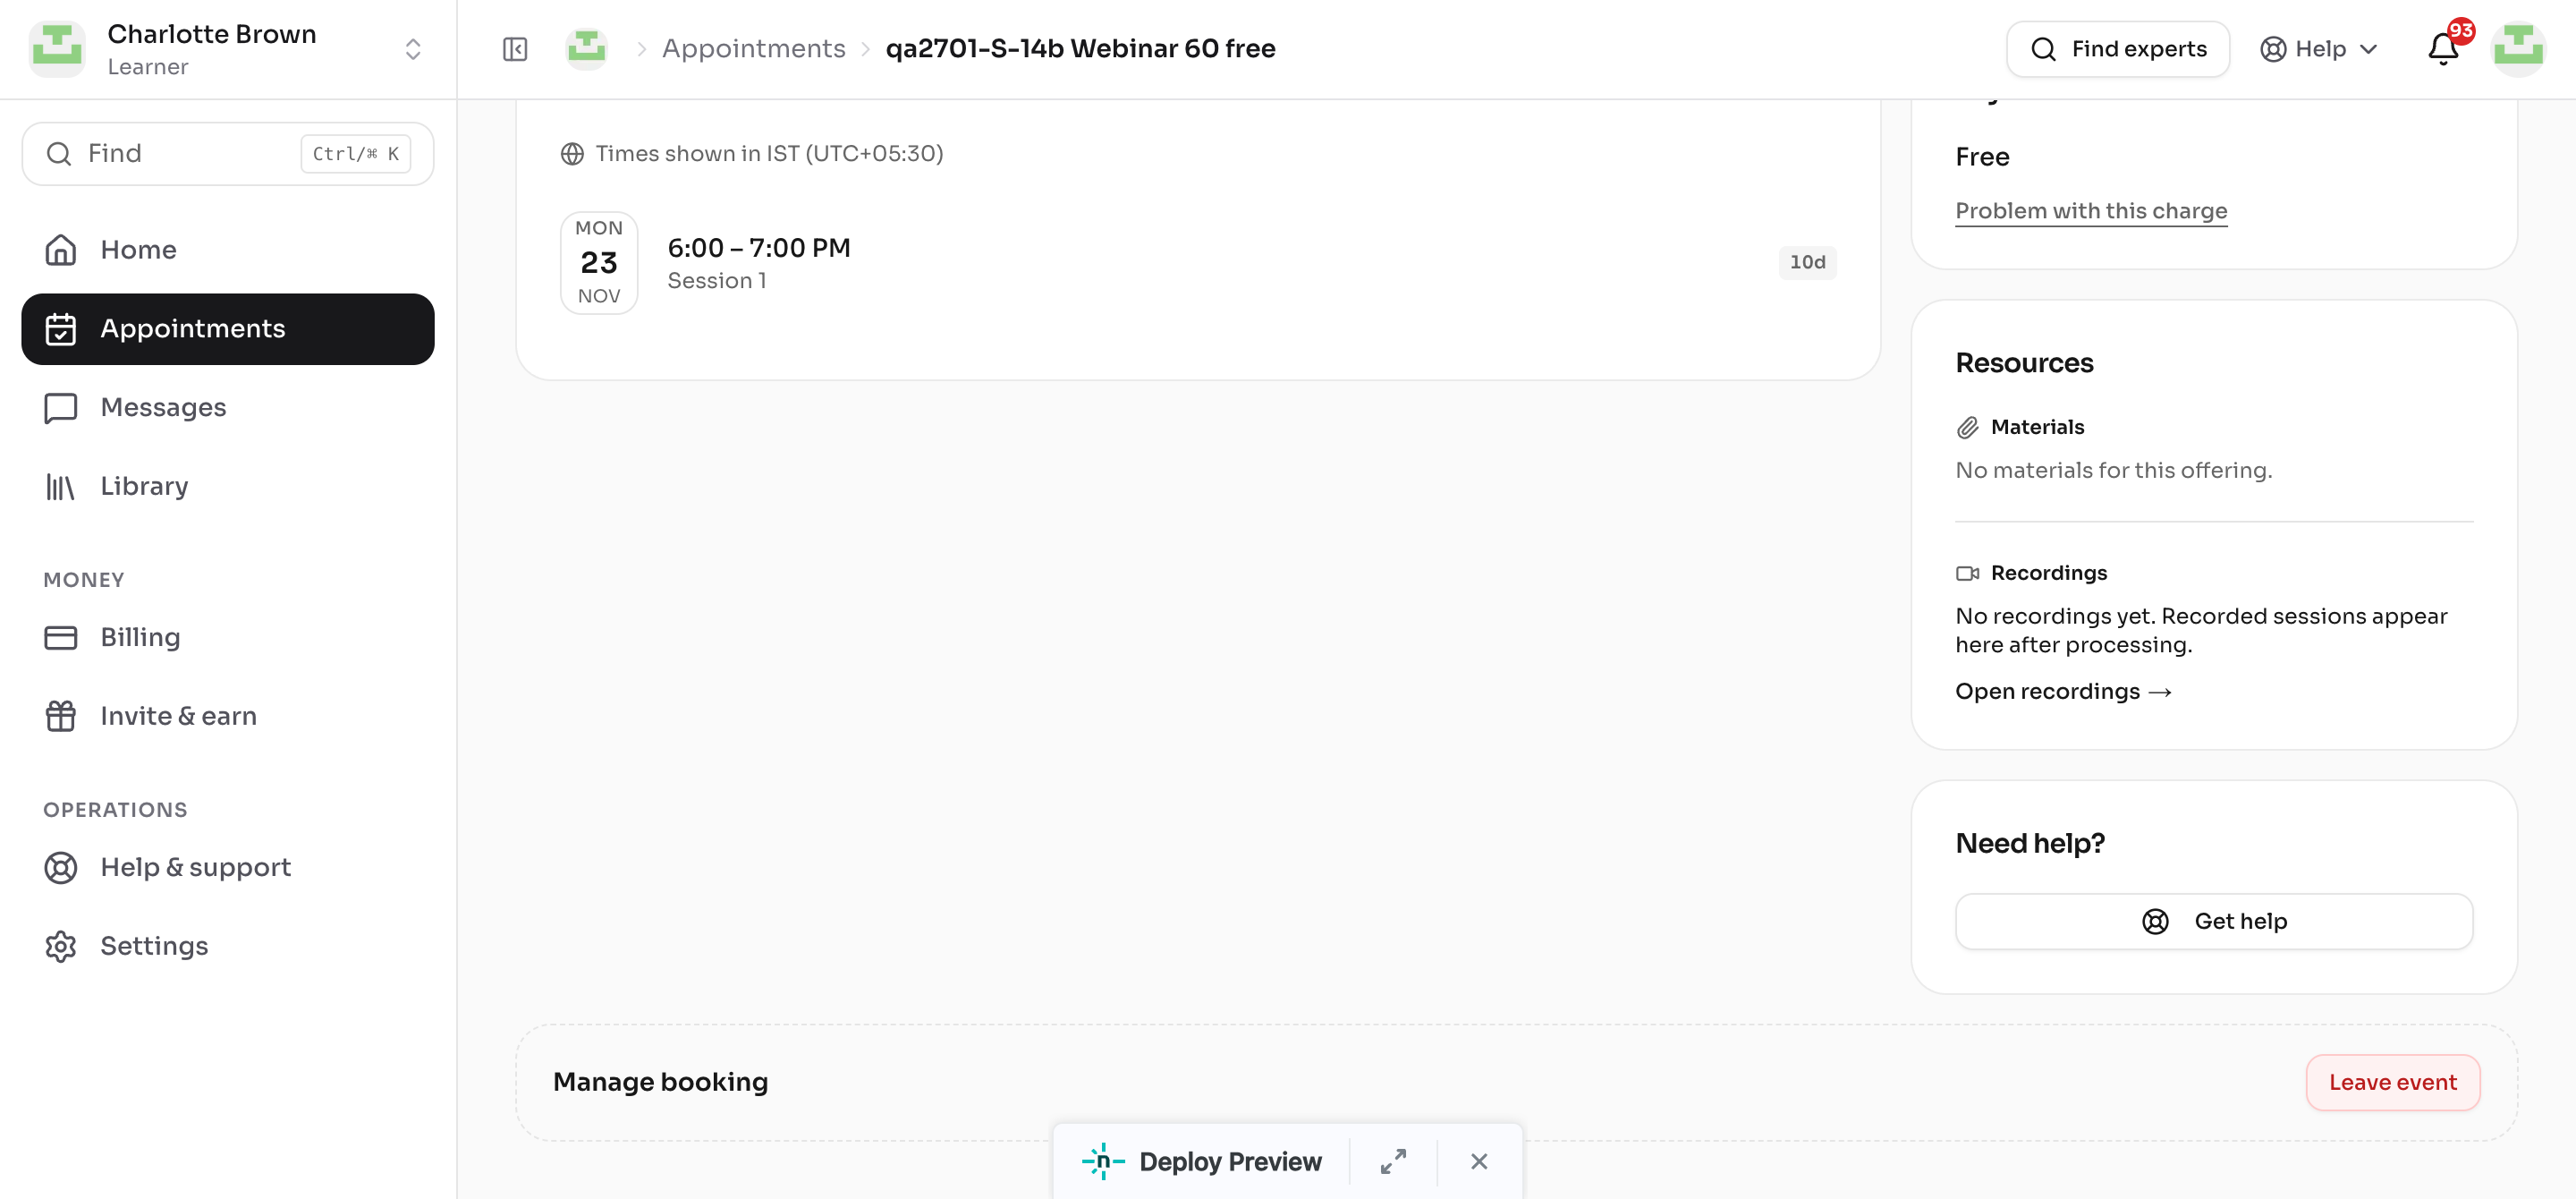 Charlotte Brown
Learner
Find
Ctrl/⌘ K
Home
Appointments
Messages
Library
MONEY
Billing
Invite & earn
OPERATIONS
Help & support
Settings
Appointments
qa2701-S-14b Webinar 60 free
Find experts
Help
93
Times shown in IST (UTC+05:30)
MON
23
NOV
6:00 – 7:00 PM
Session 1
10d
Free
Problem with this charge
Resources
Materials
No materials for this offering.
Recordings
No recordings yet. Recorded sessions appear
here after processing.
Open recordings →
Need help?
Get help
Manage booking
Leave event
Deploy Preview